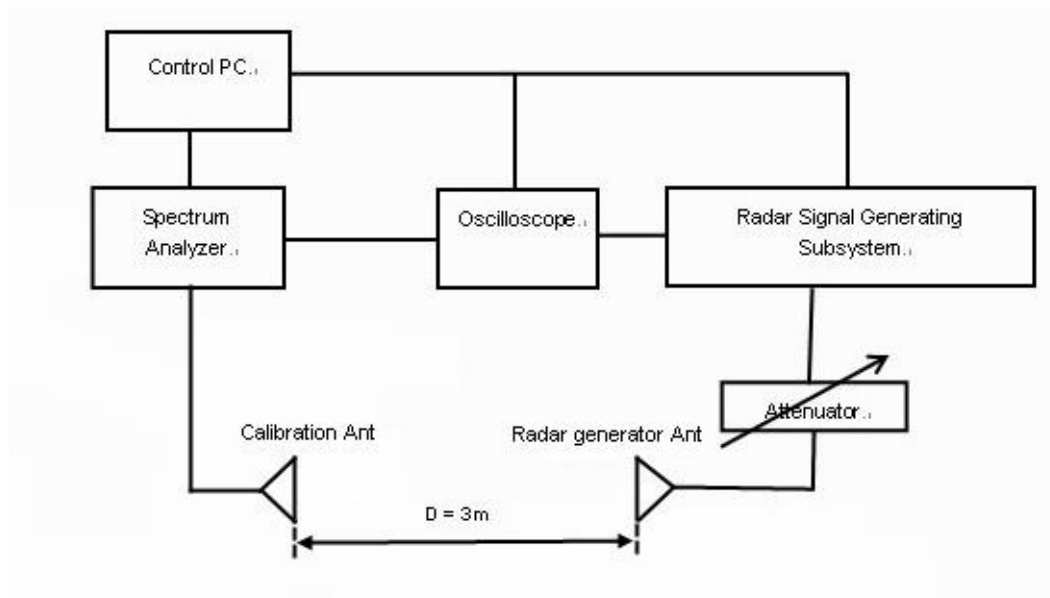 Control PC.
Spectrum
Analyzer.
Oscilloscope.
Radar Signal Generating
Subsystem.
Attenuator.
Calibration Ant
Radar generator Ant
D = 3m